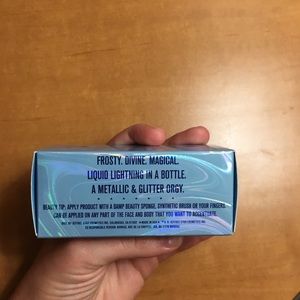 FROSTY. DIVINE. MAGICAL.
LIQUID LIGHTNING IN A BOTTLE.
A METALLIC & GLITTER ORGY.
BEAUTY TIP: APPLY PRODUCT WITH A DAMP BEAUTY SPONGE, SYNTHETIC BRUSH OR YOUR FINGERS.
CAN BE APPLIED ON ANY PART OF THE FACE AND BODY THAT YOU WANT TO ACCENTUATE.